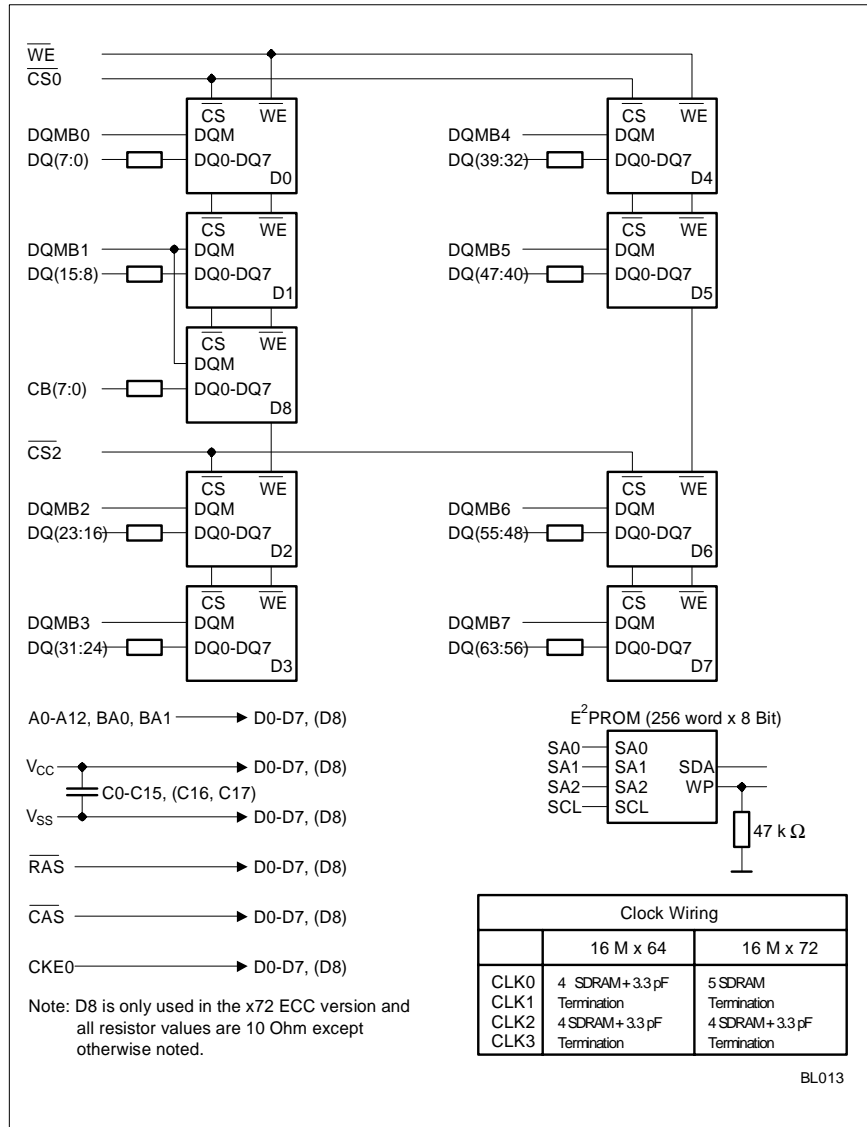 WE
CS0
CS WE
DQMB0 DQM
DQ(7:0) DQ0-DQ7
D0
CS WE
DQMB4 DQM
DQ(39:32) DQ0-DQ7
D4
CS WE
DQMB1 DQM
DQ(15:8) DQ0-DQ7
D1
CS WE
DQMB5 DQM
DQ(47:40) DQ0-DQ7
D5
CS WE
DQM
CB(7:0) DQ0-DQ7
D8
CS2
CS WE
DQMB2 DQM
DQ(23:16) DQ0-DQ7
D2
CS WE
DQMB6 DQM
DQ(55:48) DQ0-DQ7
D6
CS WE
DQMB3 DQM
DQ(31:24) DQ0-DQ7
D3
CS WE
DQMB7 DQM
DQ(63:56) DQ0-DQ7
D7
A0-A12, BA0, BA1 D0-D7, (D8)
VCC D0-D7, (D8)
C0-C15, (C16, C17)
VSS D0-D7, (D8)
RAS D0-D7, (D8)
CAS D0-D7, (D8)
CKE0 D0-D7, (D8)
Note: D8 is only used in the x72 ECC version and
all resistor values are 10 Ohm except
otherwise noted.
E2PROM (256 word x 8 Bit)
SA0 SA0
SA1 SA1 SDA
SA2 SA2 WP
SCL SCL
47 k Ω
Clock Wiring
16 M x 64 16 M x 72
CLK0 4 SDRAM + 3.3 pF 5 SDRAM
CLK1 Termination Termination
CLK2 4 SDRAM + 3.3 pF 4 SDRAM + 3.3 pF
CLK3 Termination Termination
BL013